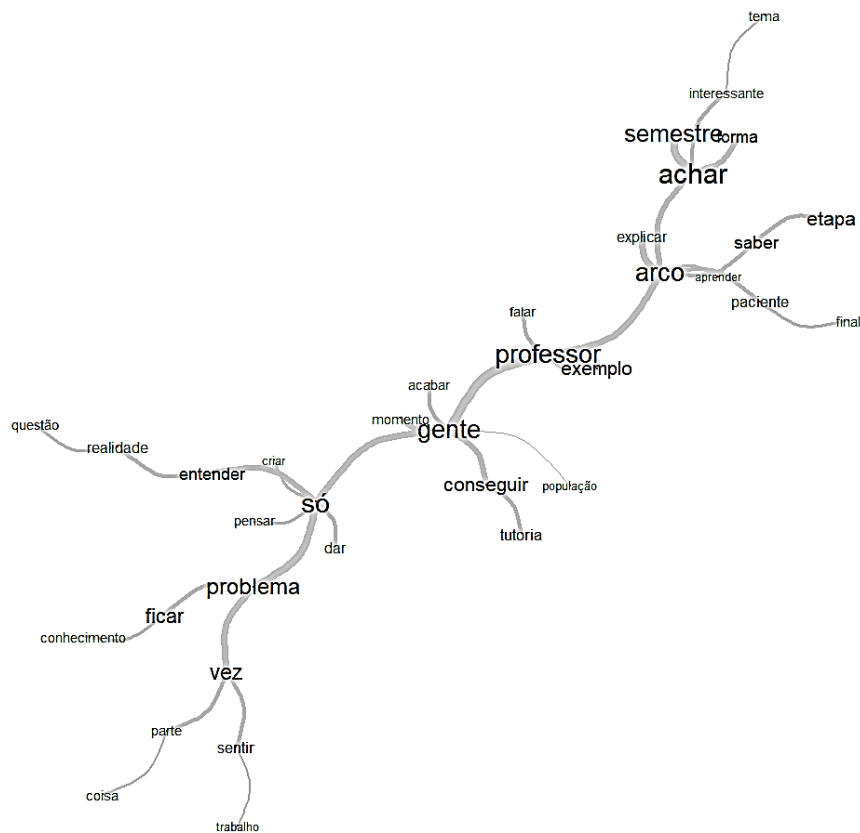 tema
interessante
semestre
forma
achar
etapa
explicar
saber
arco
aprender
paciente
falar
final
professor
exemplo
acabar
momento
gente
questão
realidade
criar
entender
conseguir
população
só
pensar
tutoria
dar
problema
ficar
conhecimento
vez
parte
sentir
coisa
trabalho